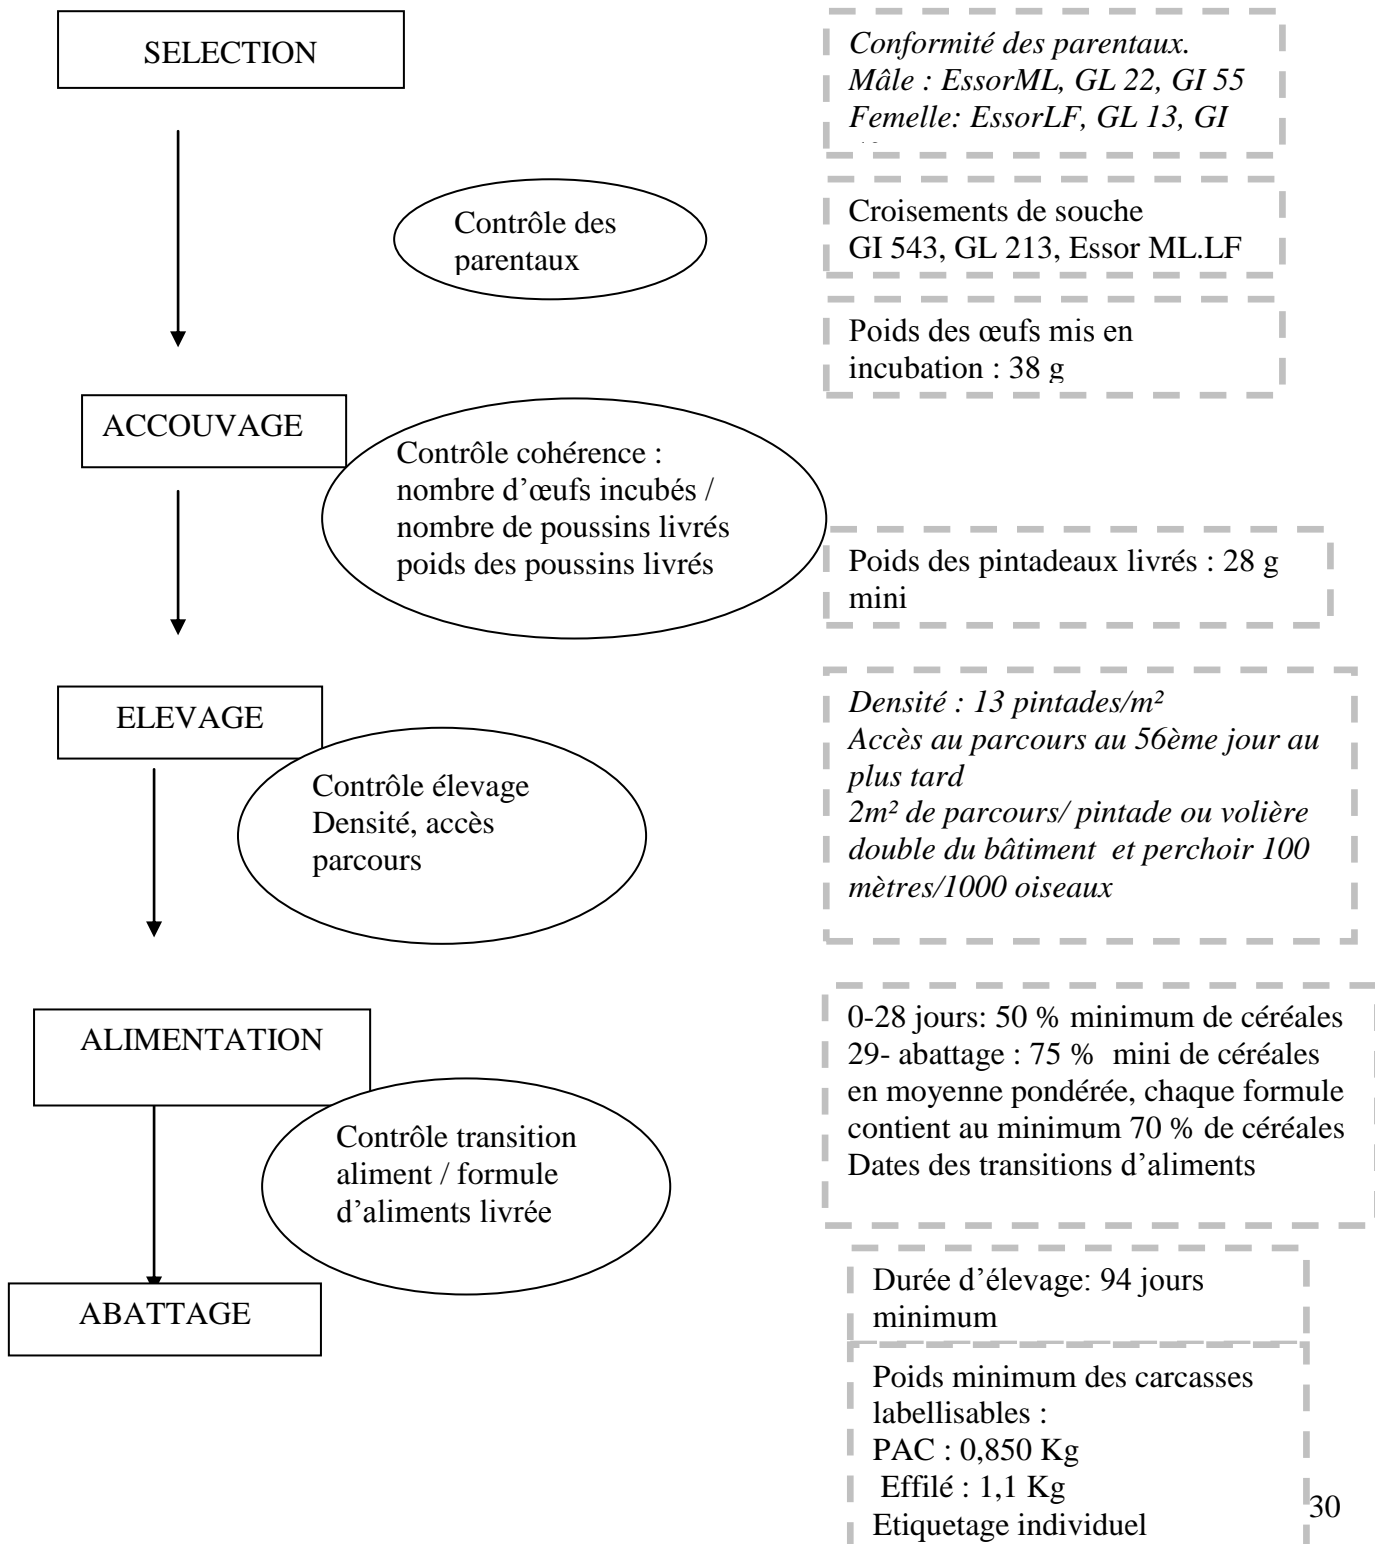 SELECTION
Conformité des parentaux.
Mâle : EssorML, GL 22, GI 55
Femelle: EssorLF, GL 13, GI
Contrôle des
parentaux
Croisements de souche
GI 543, GL 213, Essor ML.LF
Poids des œufs mis en
incubation : 38 g
ACCOUVAGE
Contrôle cohérence :
nombre d’œufs incubés /
nombre de poussins livrés
poids des poussins livrés
Poids des pintadeaux livrés : 28 g
mini
ELEVAGE
Contrôle élevage
Densité, accès
parcours
Densité : 13 pintades/m²
Accès au parcours au 56ème jour au
plus tard
2m² de parcours/ pintade ou volière
double du bâtiment et perchoir 100
mètres/1000 oiseaux
ALIMENTATION
Contrôle transition
aliment / formule
d’aliments livrée
0-28 jours: 50 % minimum de céréales
29- abattage : 75 % mini de céréales
en moyenne pondérée, chaque formule
contient au minimum 70 % de céréales
Dates des transitions d’aliments
ABATTAGE
Durée d’élevage: 94 jours
minimum
Poids minimum des carcasses
labellisables :
PAC : 0,850 Kg
Effilé : 1,1 Kg
Etiquetage individuel
30